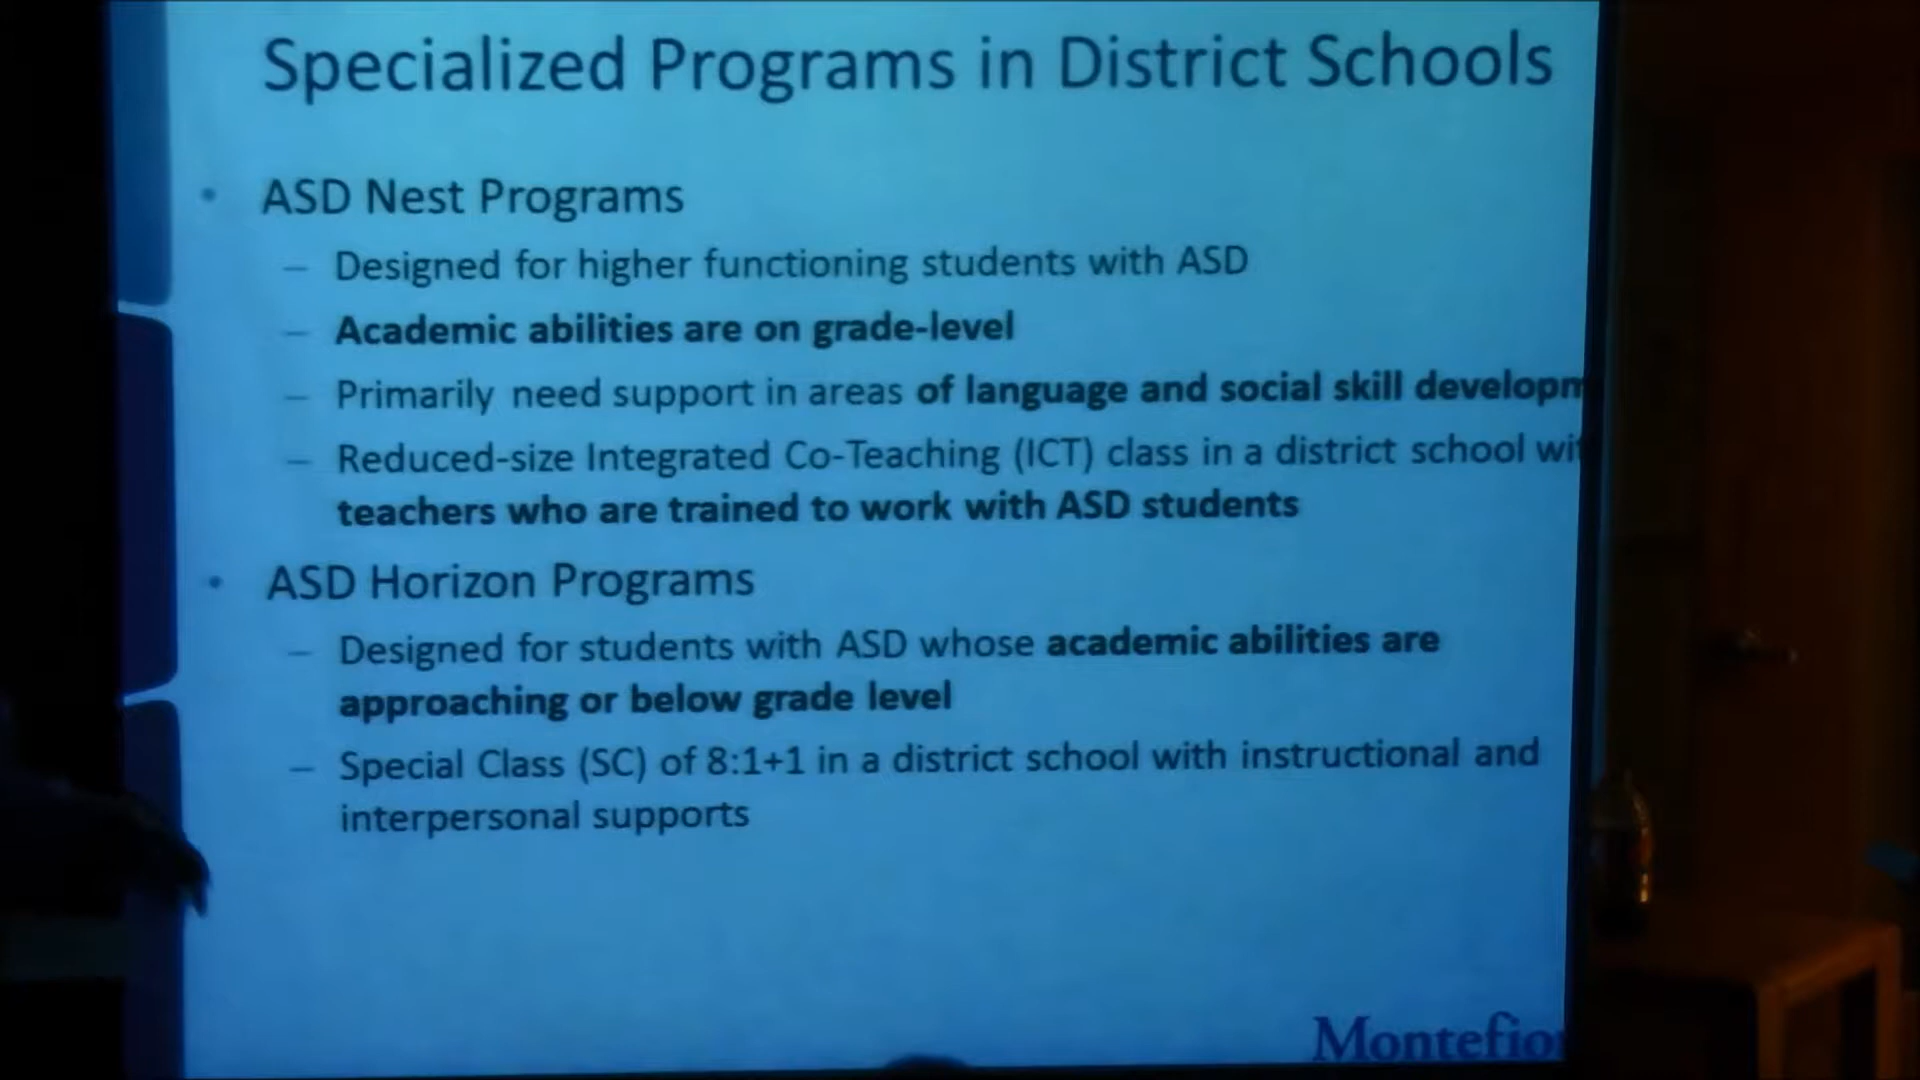 Specialized Programs in District Schools
• ASD Nest Programs
– Designed for higher functioning students with ASD
– Academic abilities are on grade-level
– Primarily need support in areas of language and social skill developm
– Reduced-size Integrated Co-Teaching (ICT) class in a district school wit
teachers who are trained to work with ASD students
• ASD Horizon Programs
– Designed for students with ASD whose academic abilities are
approaching or below grade level
– Special Class (SC) of 8:1+1 in a district school with instructional and
interpersonal supports
Montefio